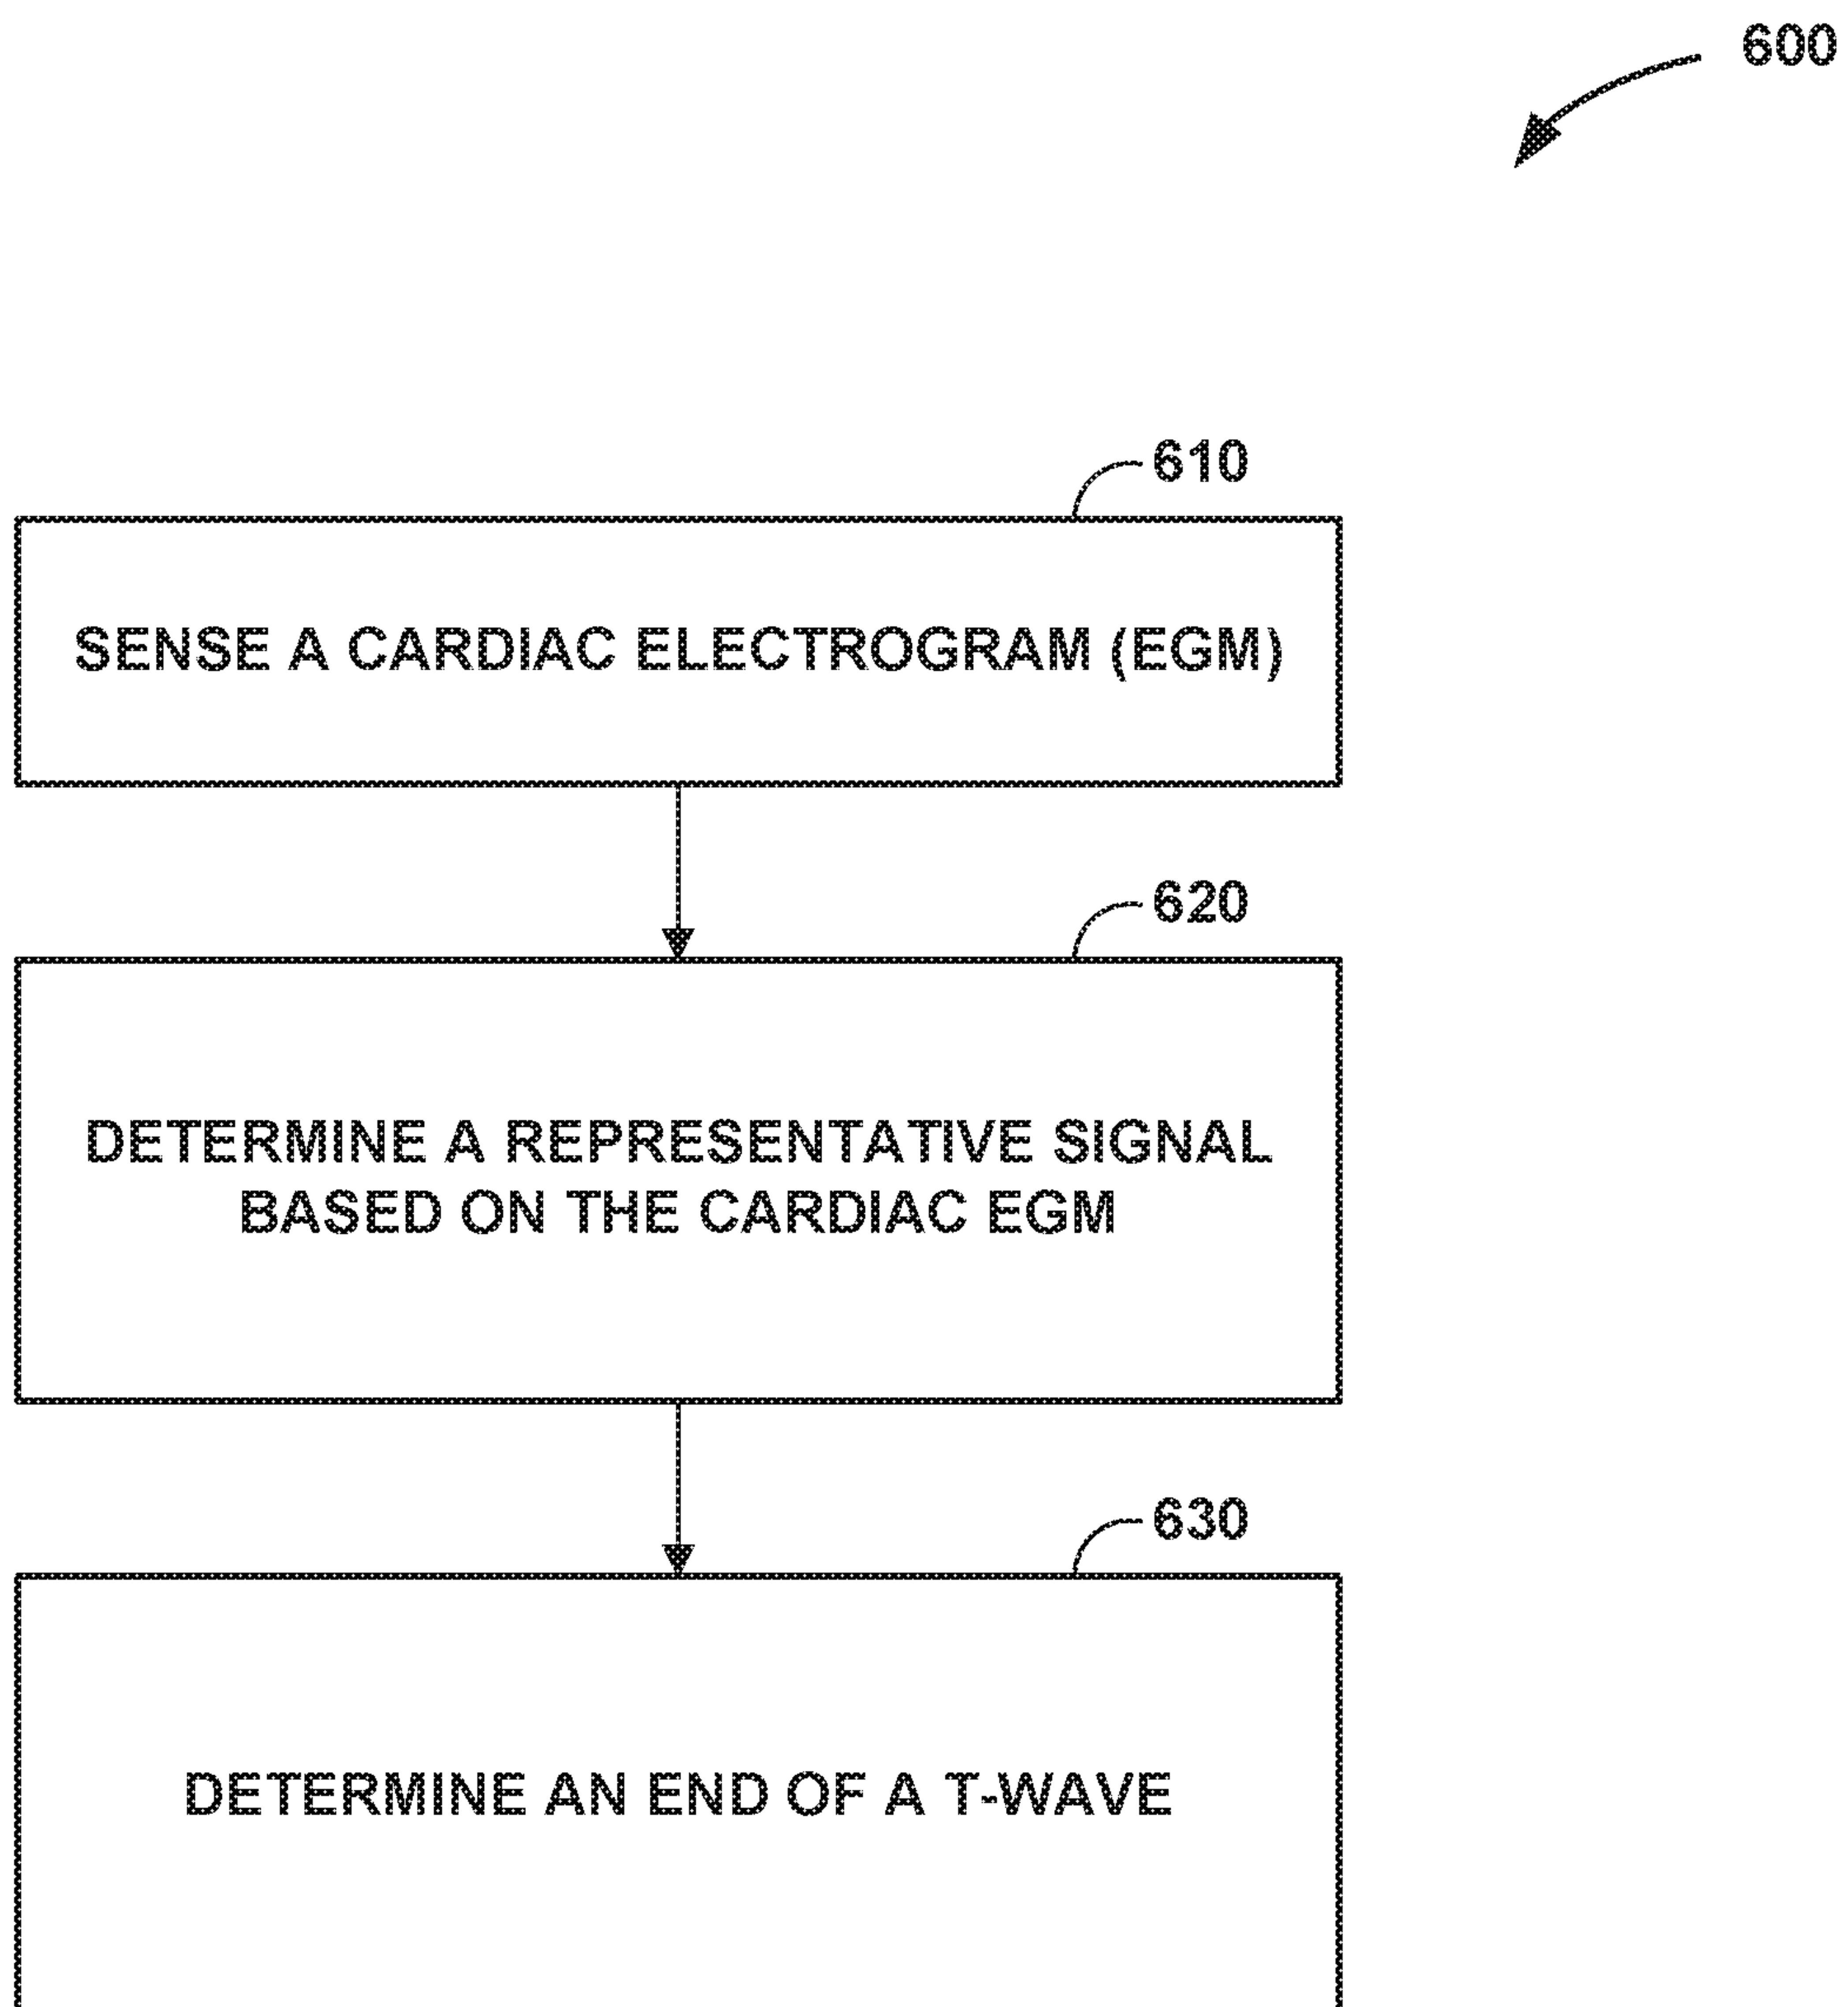 600
610
SENSE A CARDIAC ELECTROGRAM (EGM)
620
DETERMINE A REPRESENTATIVE SIGNAL
BASED ON THE CARDIAC EGM
630
DETERMINE AN END OF A T-WAVE